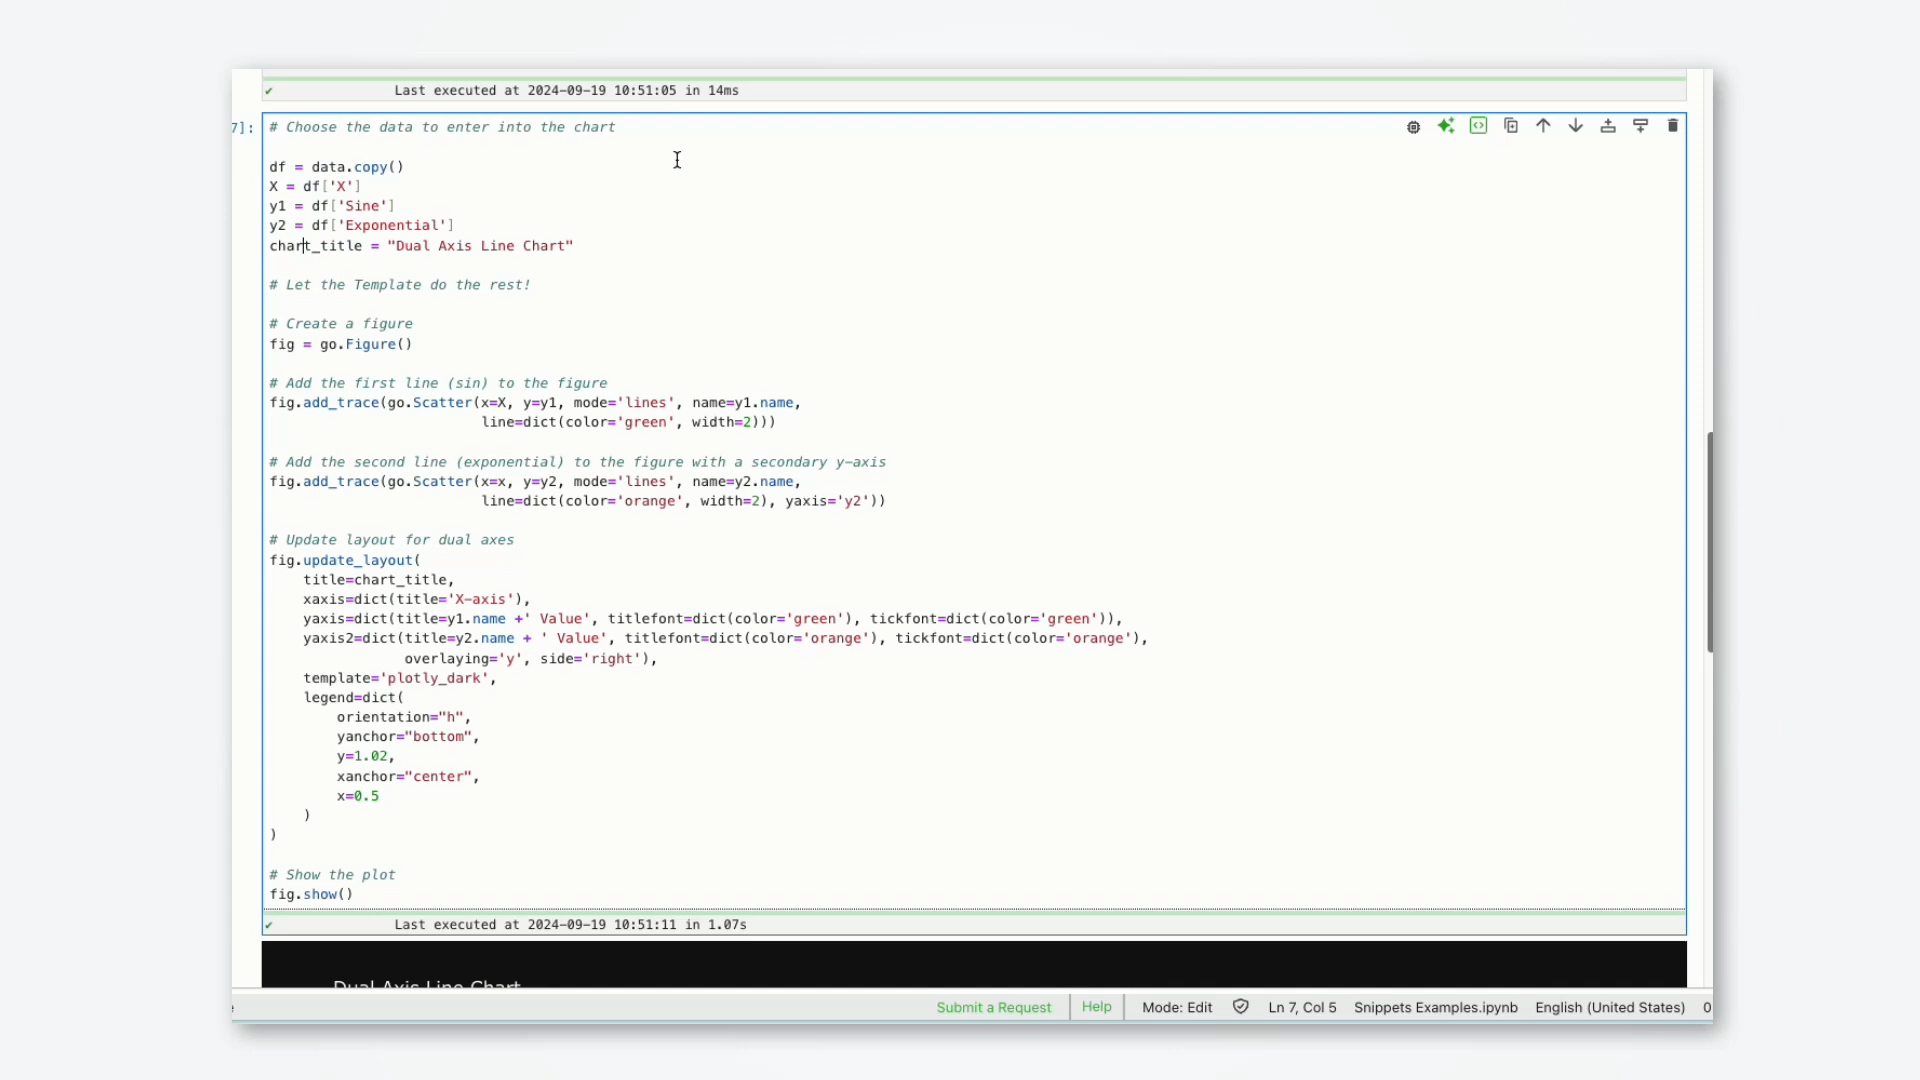 Last executed at 2024-09-19 10:51:05 in 14ms
7]:
# Choose the data to enter into the chart
df = data.copy()
X = df['X']
y1 = df['Sine']
y2 = df['Exponential']
chart_title = "Dual Axis Line Chart"
# Let the Template do the rest!
# Create a figure
fig = go.Figure()
# Add the first line (sin) to the figure
fig.add_trace(go.Scatter(x=X, y=y1, mode='lines', name=y1.name,
line=dict(color='green', width=2)))
# Add the second line (exponential) to the figure with a secondary y-axis
fig.add_trace(go.Scatter(x=x, y=y2, mode='lines', name=y2.name,
line=dict(color='orange', width=2), yaxis='y2'))
# Update layout for dual axes
fig.update_layout(
title=chart_title,
xaxis=dict(title='X-axis'),
yaxis=dict(title=y1.name +' Value', titlefont=dict(color='green'), tickfont=dict(color='green')),
yaxis2=dict(title=y2.name + ' Value', titlefont=dict(color='orange'), tickfont=dict(color='orange'),
overlaying='y', side='right'),
template='plotly_dark',
legend=dict(
orientation="h",
yanchor="bottom",
y=1.02,
xanchor="center",
x=0.5
)
)
# Show the plot
fig.show()
Last executed at 2024-09-19 10:51:11 in 1.07s
Dual Axis Line Chart
Submit a Request Help Mode: Edit Ln 7, Col 5 Snippets Examples.ipynb English (United States) 0